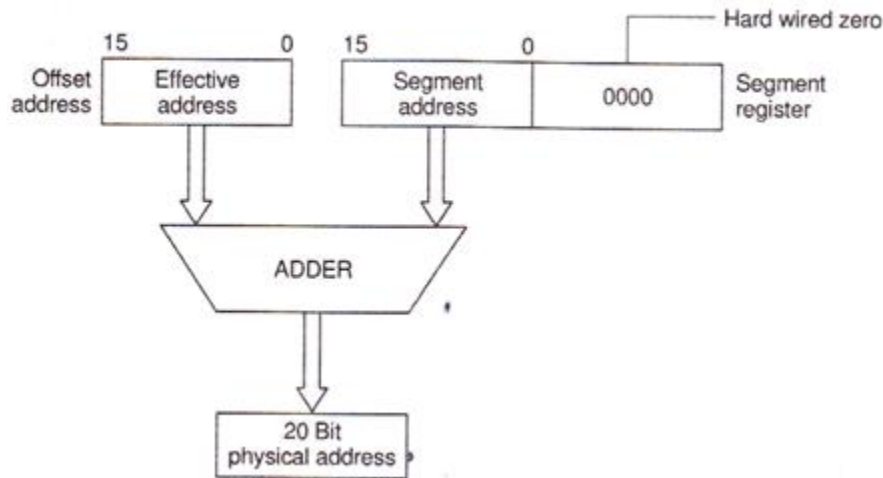 Hard wired zero
15 0 15 0
Offset
address
Effective
address
Segment
address
0000
Segment
register
ADDER
20 Bit
physical address